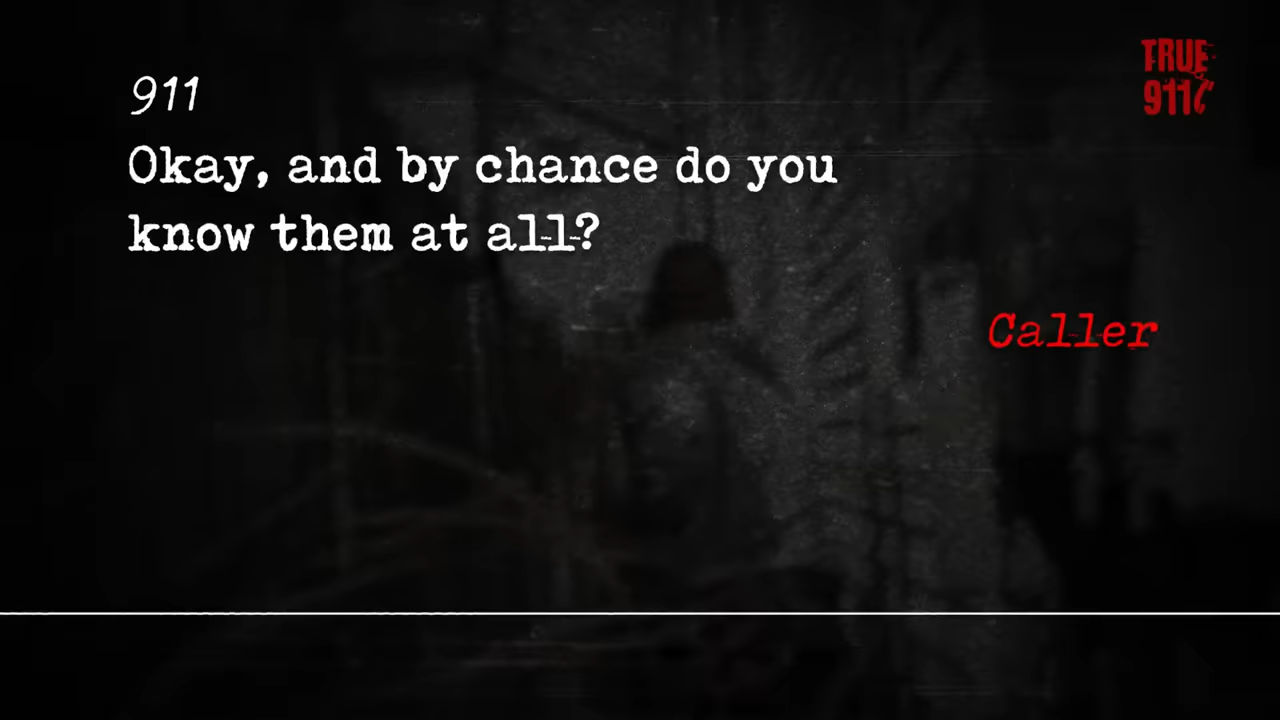 TRUE
911
911
Okay, and by chance do you
know them at all?
Caller